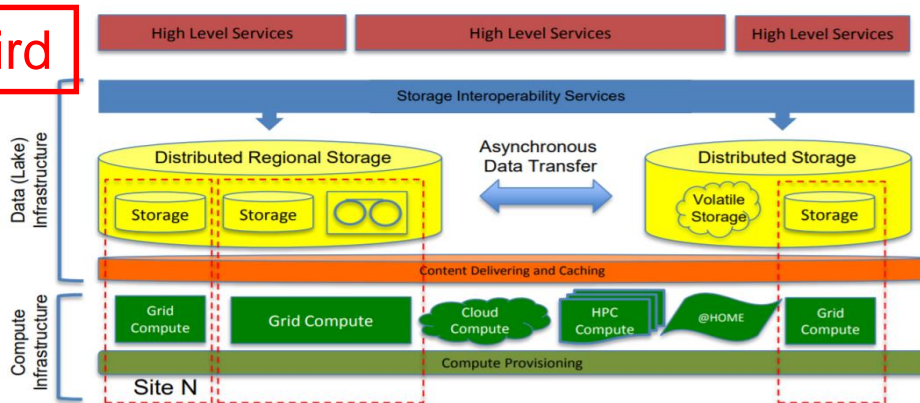 ird
High Level Services
High Level Services
High Level Services
Storage Interoperability Services
Data (Lake)
Infrastructure
Distributed Regional Storage
Asynchronous
Data Transfer
Distributed Storage
Storage
Storage
Volatile
Storage
Storage
Content Delivering and Caching
Compute
Infrastructure
Grid
Compute
Grid Compute
Cloud
Compute
HPC
Compute
@HOME
Grid
Compute
Compute Provisioning
Site N